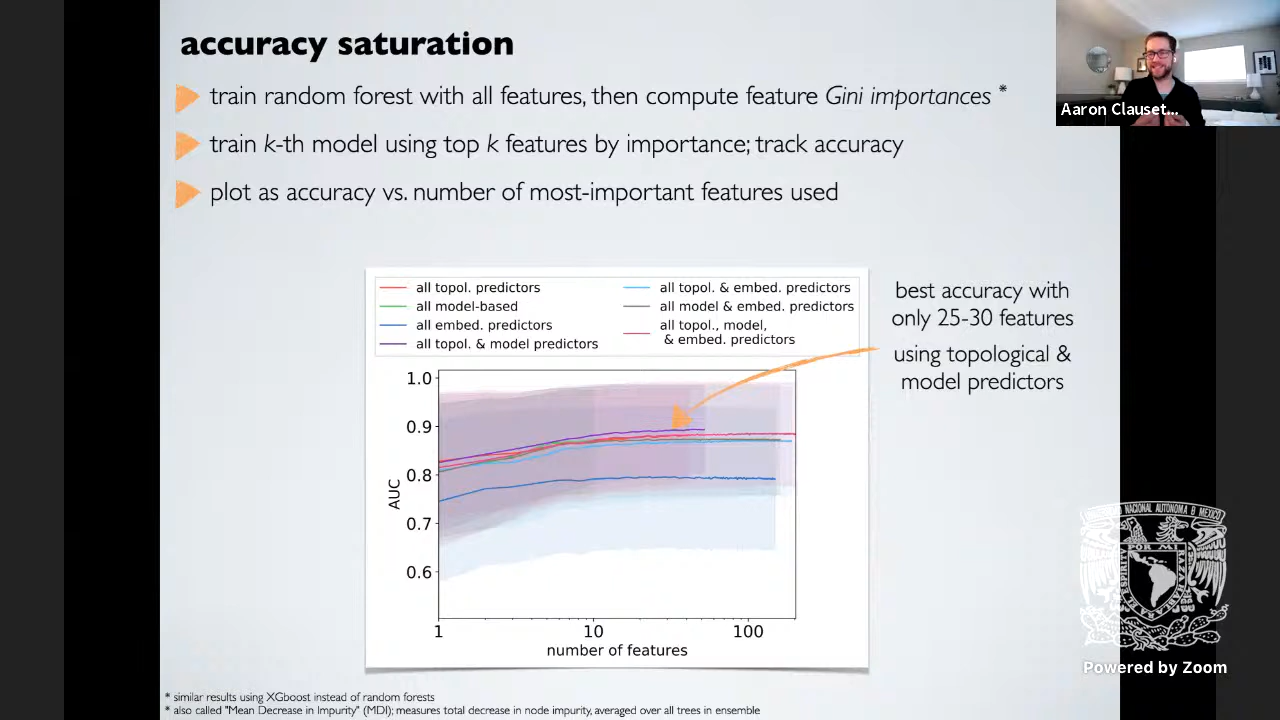 accuracy saturation
train random forest with all features, then compute feature Gini importances *
train k-th model using top k features by importance; track accuracy
plot as accuracy vs. number of most-important features used
Aaron Clauset...
all topol. predictors
all model-based
all embed. predictors
all topol. & model predictors
all topol. & embed. predictors
all model & embed. predictors
all topol., model,
& embed. predictors
best accuracy with
only 25-30 features
using topological &
model predictors
1.0
0.9
0.8
0.7
0.6
AUC
1
10
100
number of features
Powered by Zoom
* similar results using XGboost instead of random forests
* also called "Mean Decrease in Impurity" (MDI); measures total decrease in node impurity, averaged over all trees in ensemble